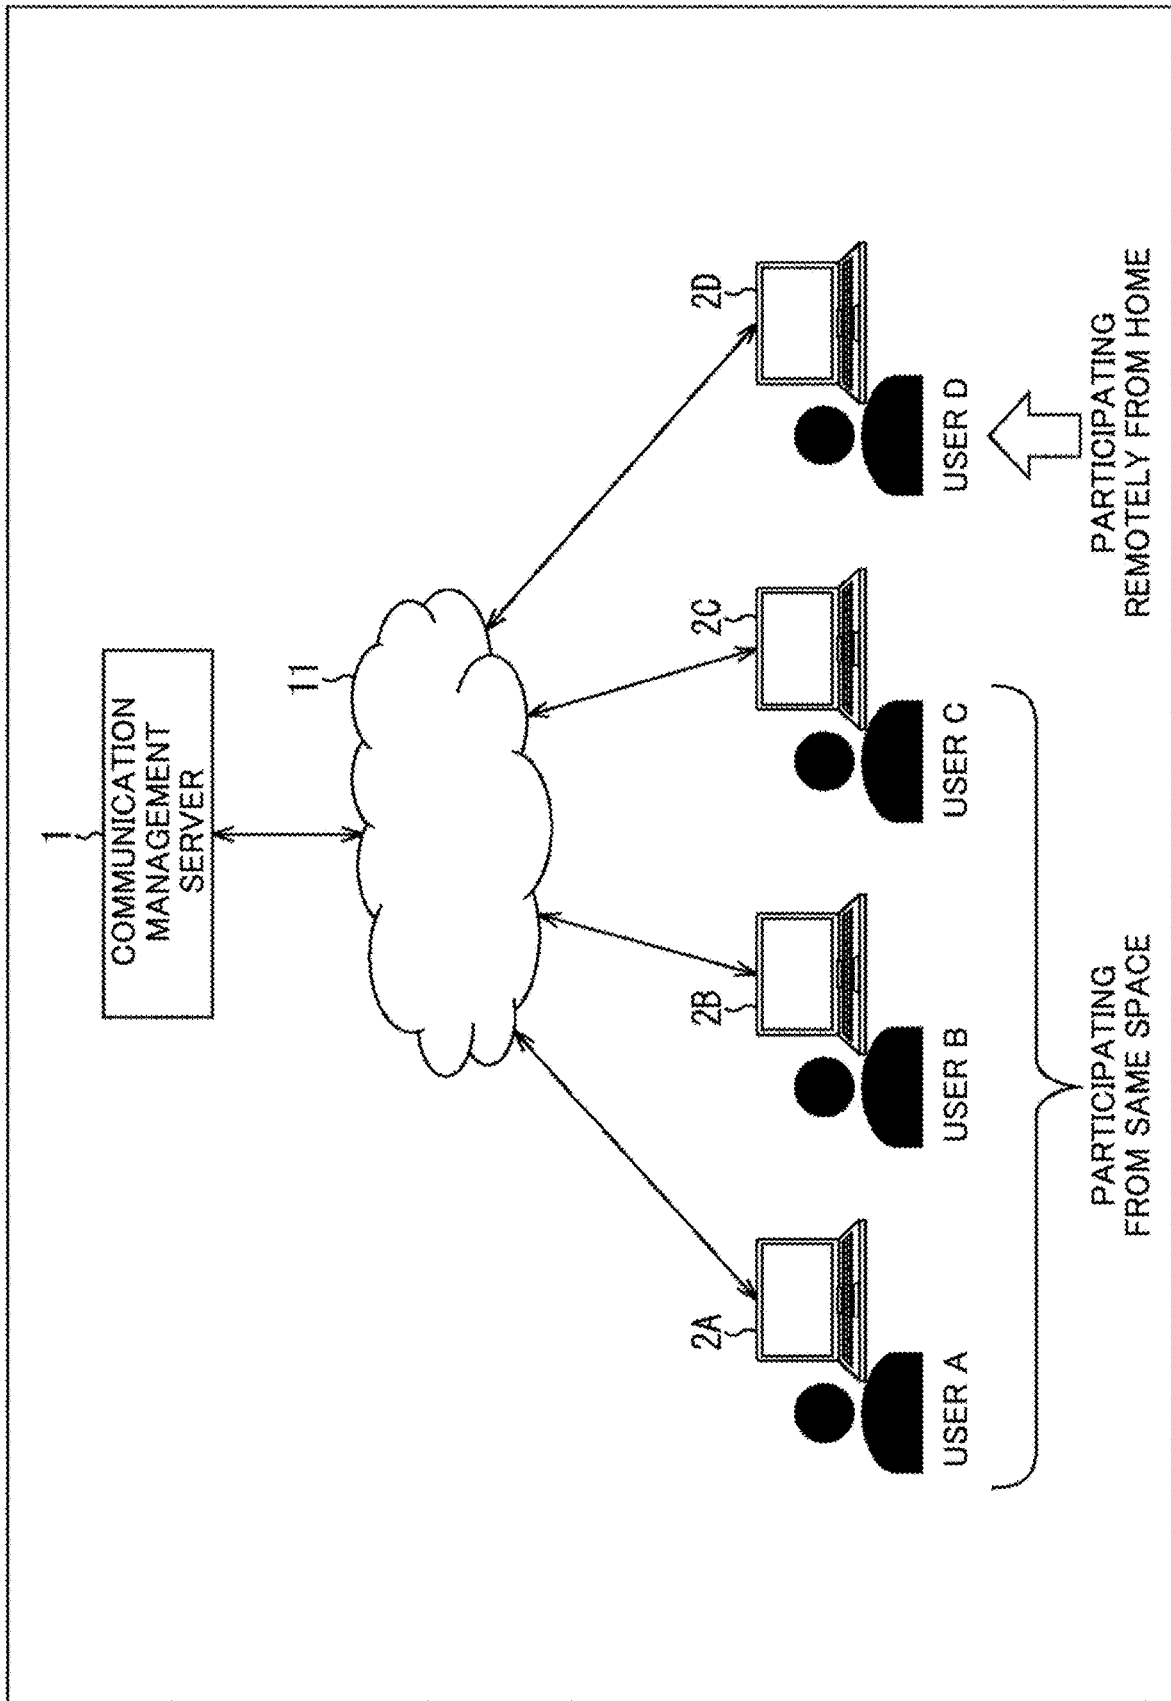 1
COMMUNICATION
MANAGEMENT
SERVER
11
2A
2B
2C
2D
USER A
USER B
USER C
USER D
PARTICIPATING
FROM SAME SPACE
PARTICIPATING
REMOTELY FROM HOME